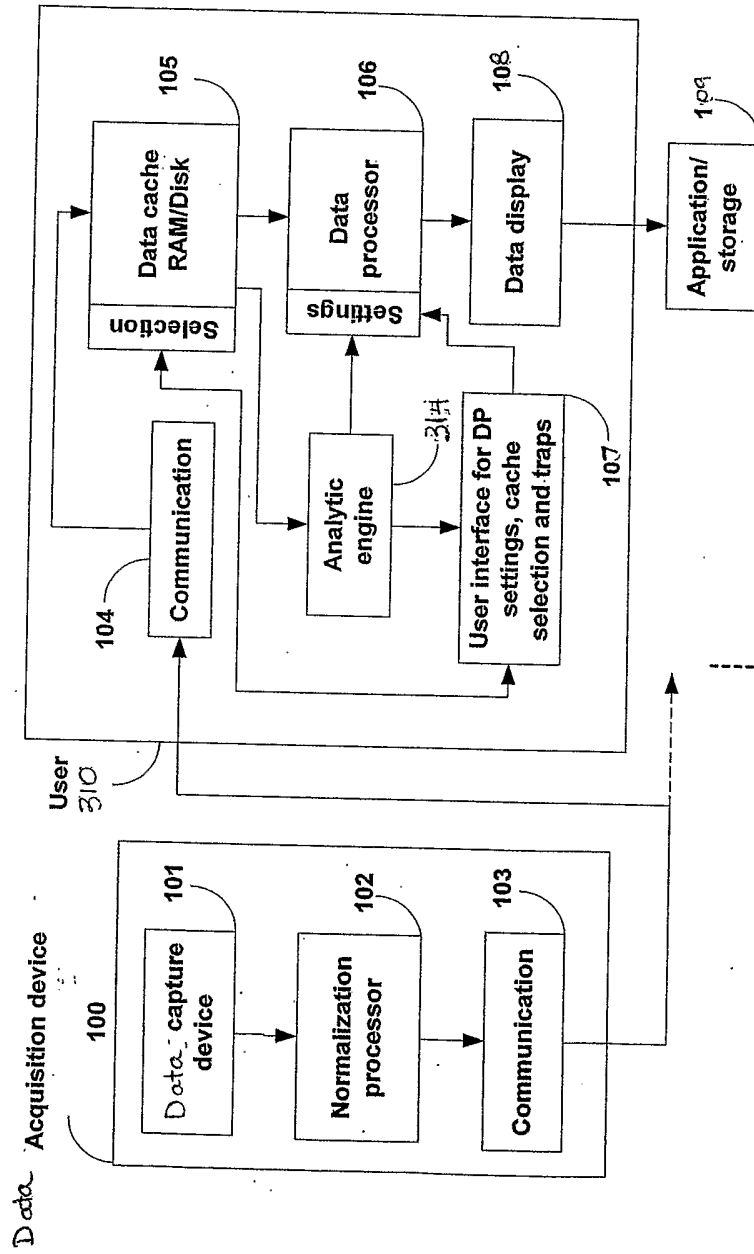 Data Acquisition device
100
Data capture
device
101
Normalization
processor
102
Communication
103
User
310
104
Communication
Selection
Data cache
RAM/Disk
105
Analytic
engine
314
Settings
Data
processor
106
User interface for DP
settings, cache
selection and traps
107
Data display
108
Application/
storage
109